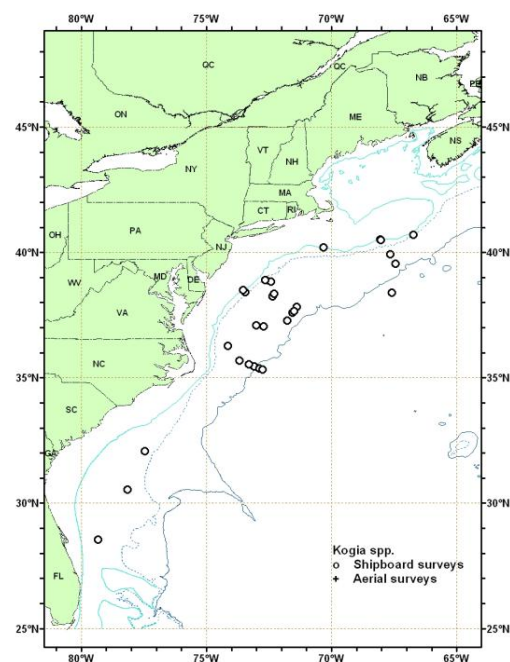 80°W 75°W 70°W 65°W
QC
QC
NB
PE
ON
ME
45°N 45°N
NS
VT
NH
NY
MA
CT RI
OH
PA
40°N 40°N
NJ
MD
DE
WV
VA
NC
35°N 35°N
SC
GA
30°N 30°N
Kogia spp.
Shipboard surveys
Aerial surveys
FL
25°N 25°N
80°W 75°W 70°W 65°W